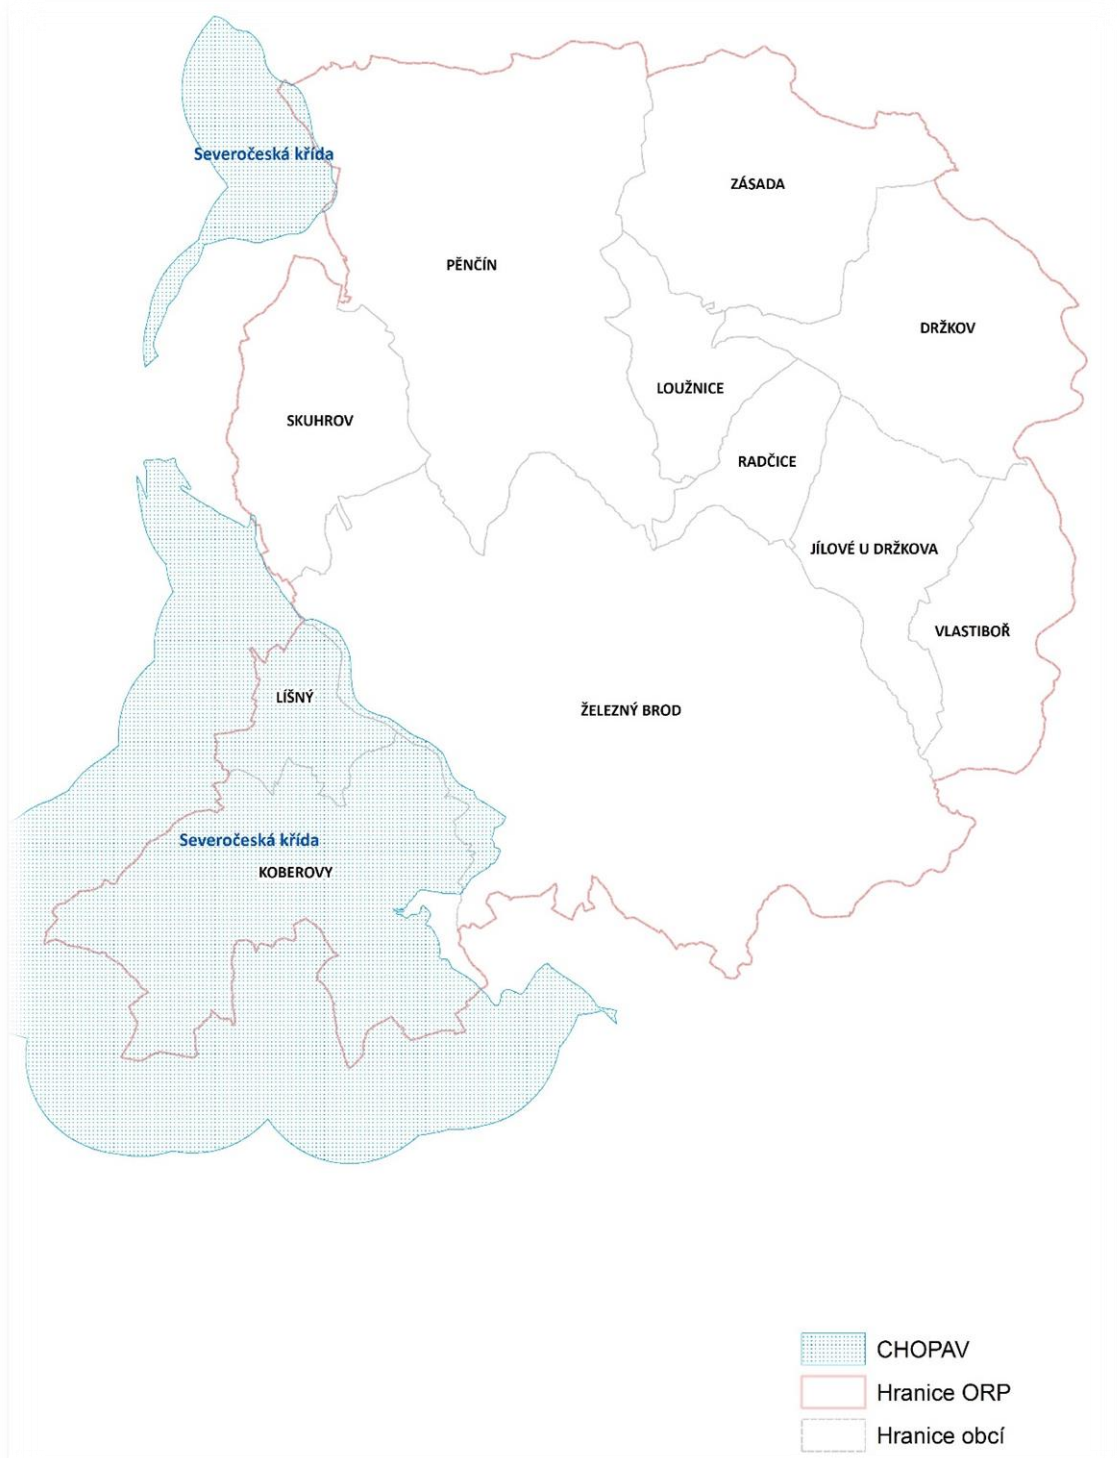 Severočeská křída
ZÁSADA
PĚNČÍN
DRŽKOV
LOUŽNICE
SKUHROV
RADČICE
JÍLOVÉ U DRŽKOVA
VLASTIBOŘ
LÍŠNÝ
ŽELEZNÝ BROD
Severočeská křída
KOBEROVY
CHOPAV
Hranice ORP
Hranice obcí